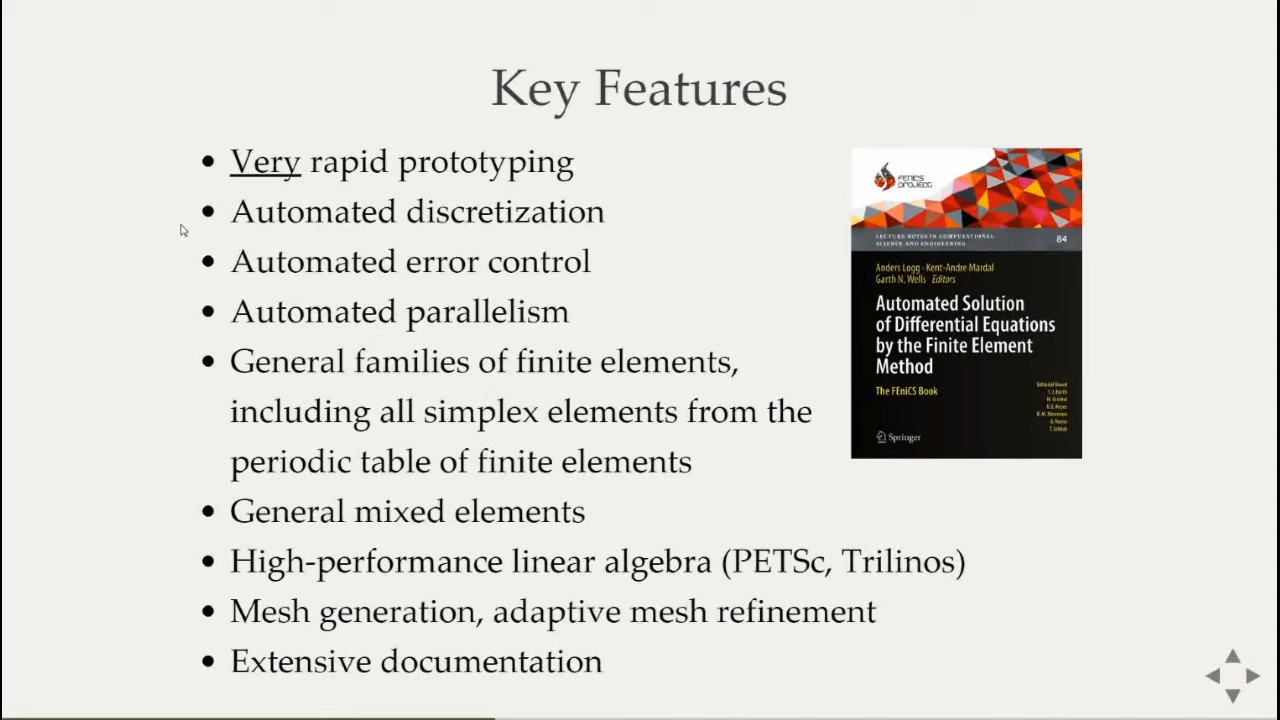 Key Features
• Very rapid prototyping
• Automated discretization
• Automated error control
• Automated parallelism
• General families of finite elements,
including all simplex elements from the
periodic table of finite elements
• General mixed elements
• High-performance linear algebra (PETSc, Trilinos)
• Mesh generation, adaptive mesh refinement
• Extensive documentation
FENICS
PROJECT
LECTURE NOTES IN COMPUTATIONAL
SCIENCE AND ENGINEERING
84
Anders Logg · Kent-Andre Mardal
Garth N. Wells Editors
Automated Solution
of Differential Equations
by the Finite Element
Method
The FEniCS Book
Editorial Board
Springer